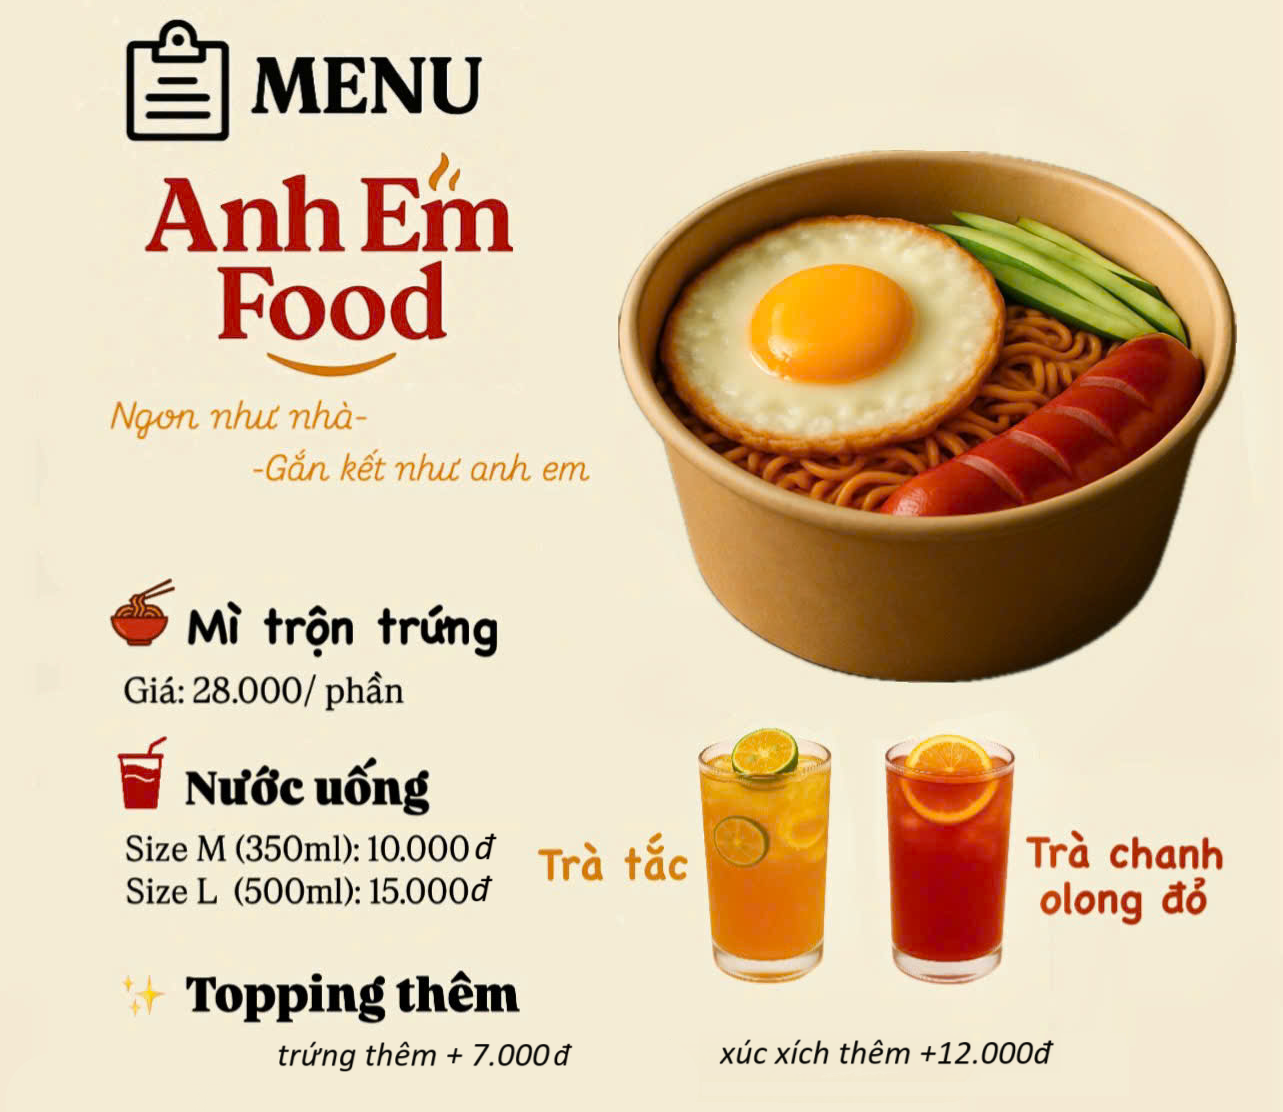 MENU
Anh Em
Food
Ngon như nhà-
-Gắn kết như anh em
Mì trộn trứng
Giá: 28.000/ phần
Nước uống
Size M (350ml): 10.000đ
Size L (500ml): 15.000đ
Trà tắc
Trà chanh
olong đỏ
Topping thêm
trứng thêm + 7.000đ
xúc xích thêm +12.000đ